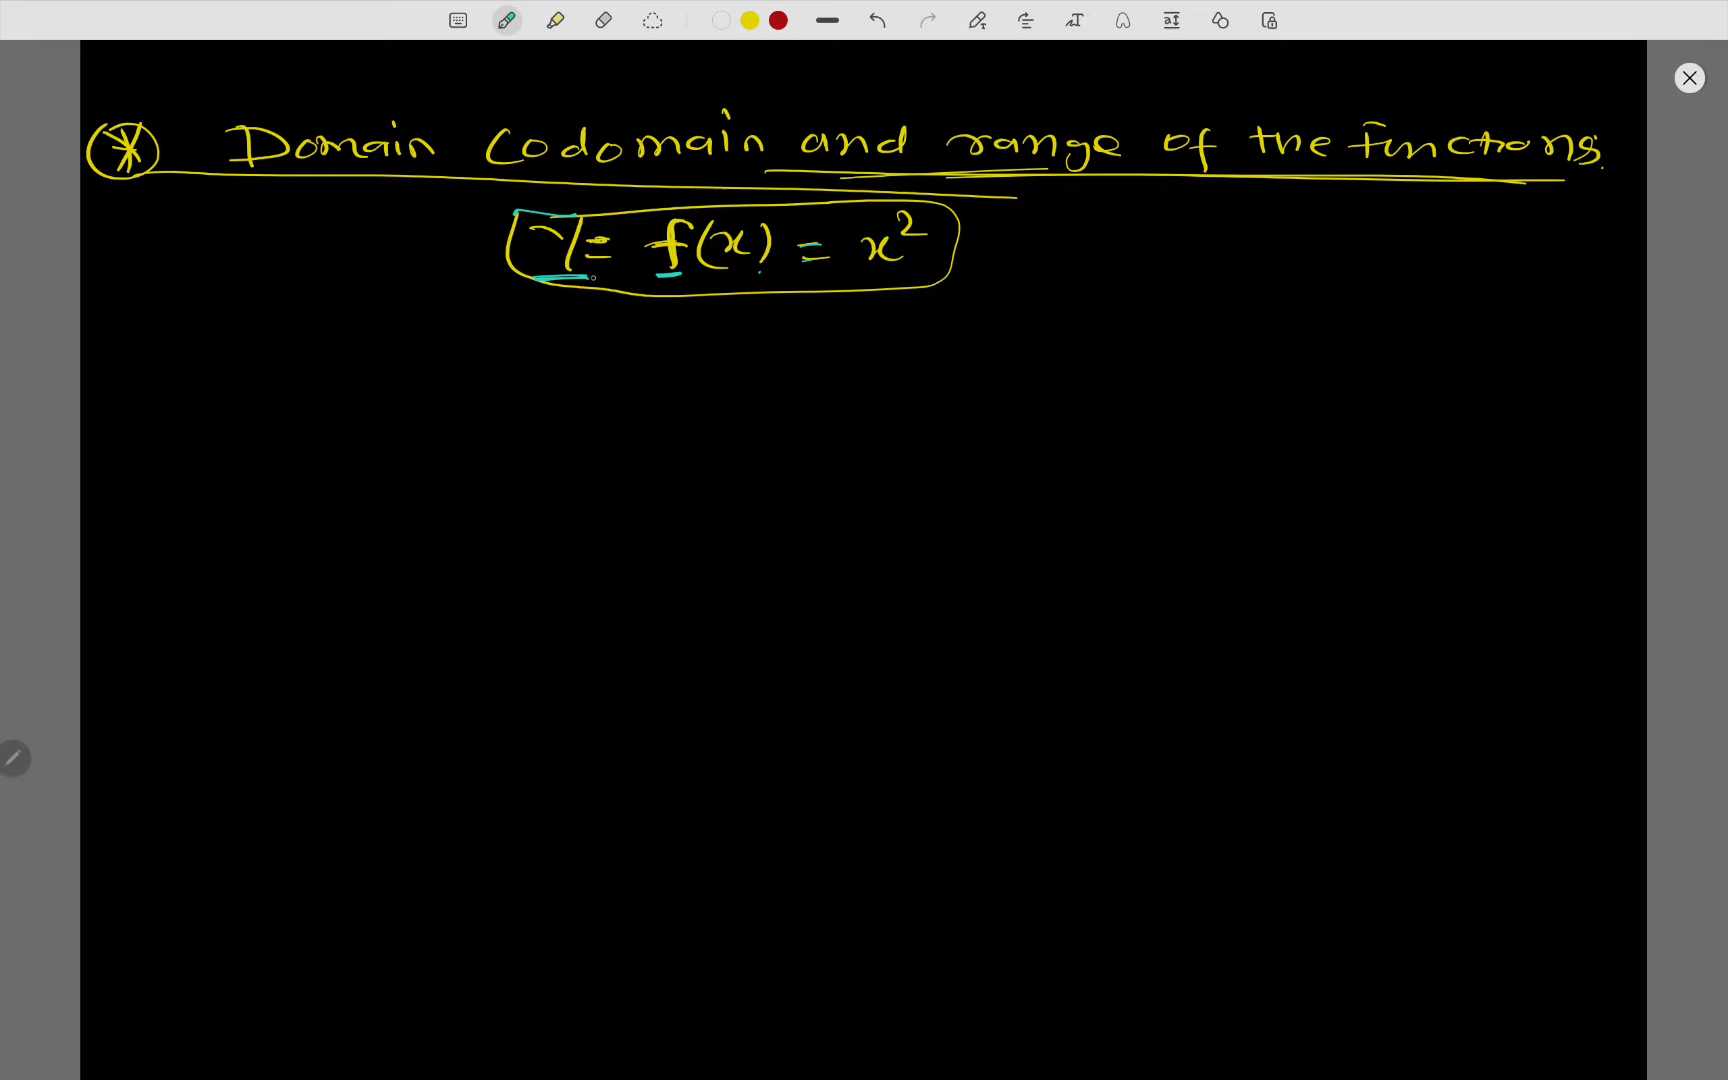 Domain Codomain and range of the Functions.
y = f(x) = x²